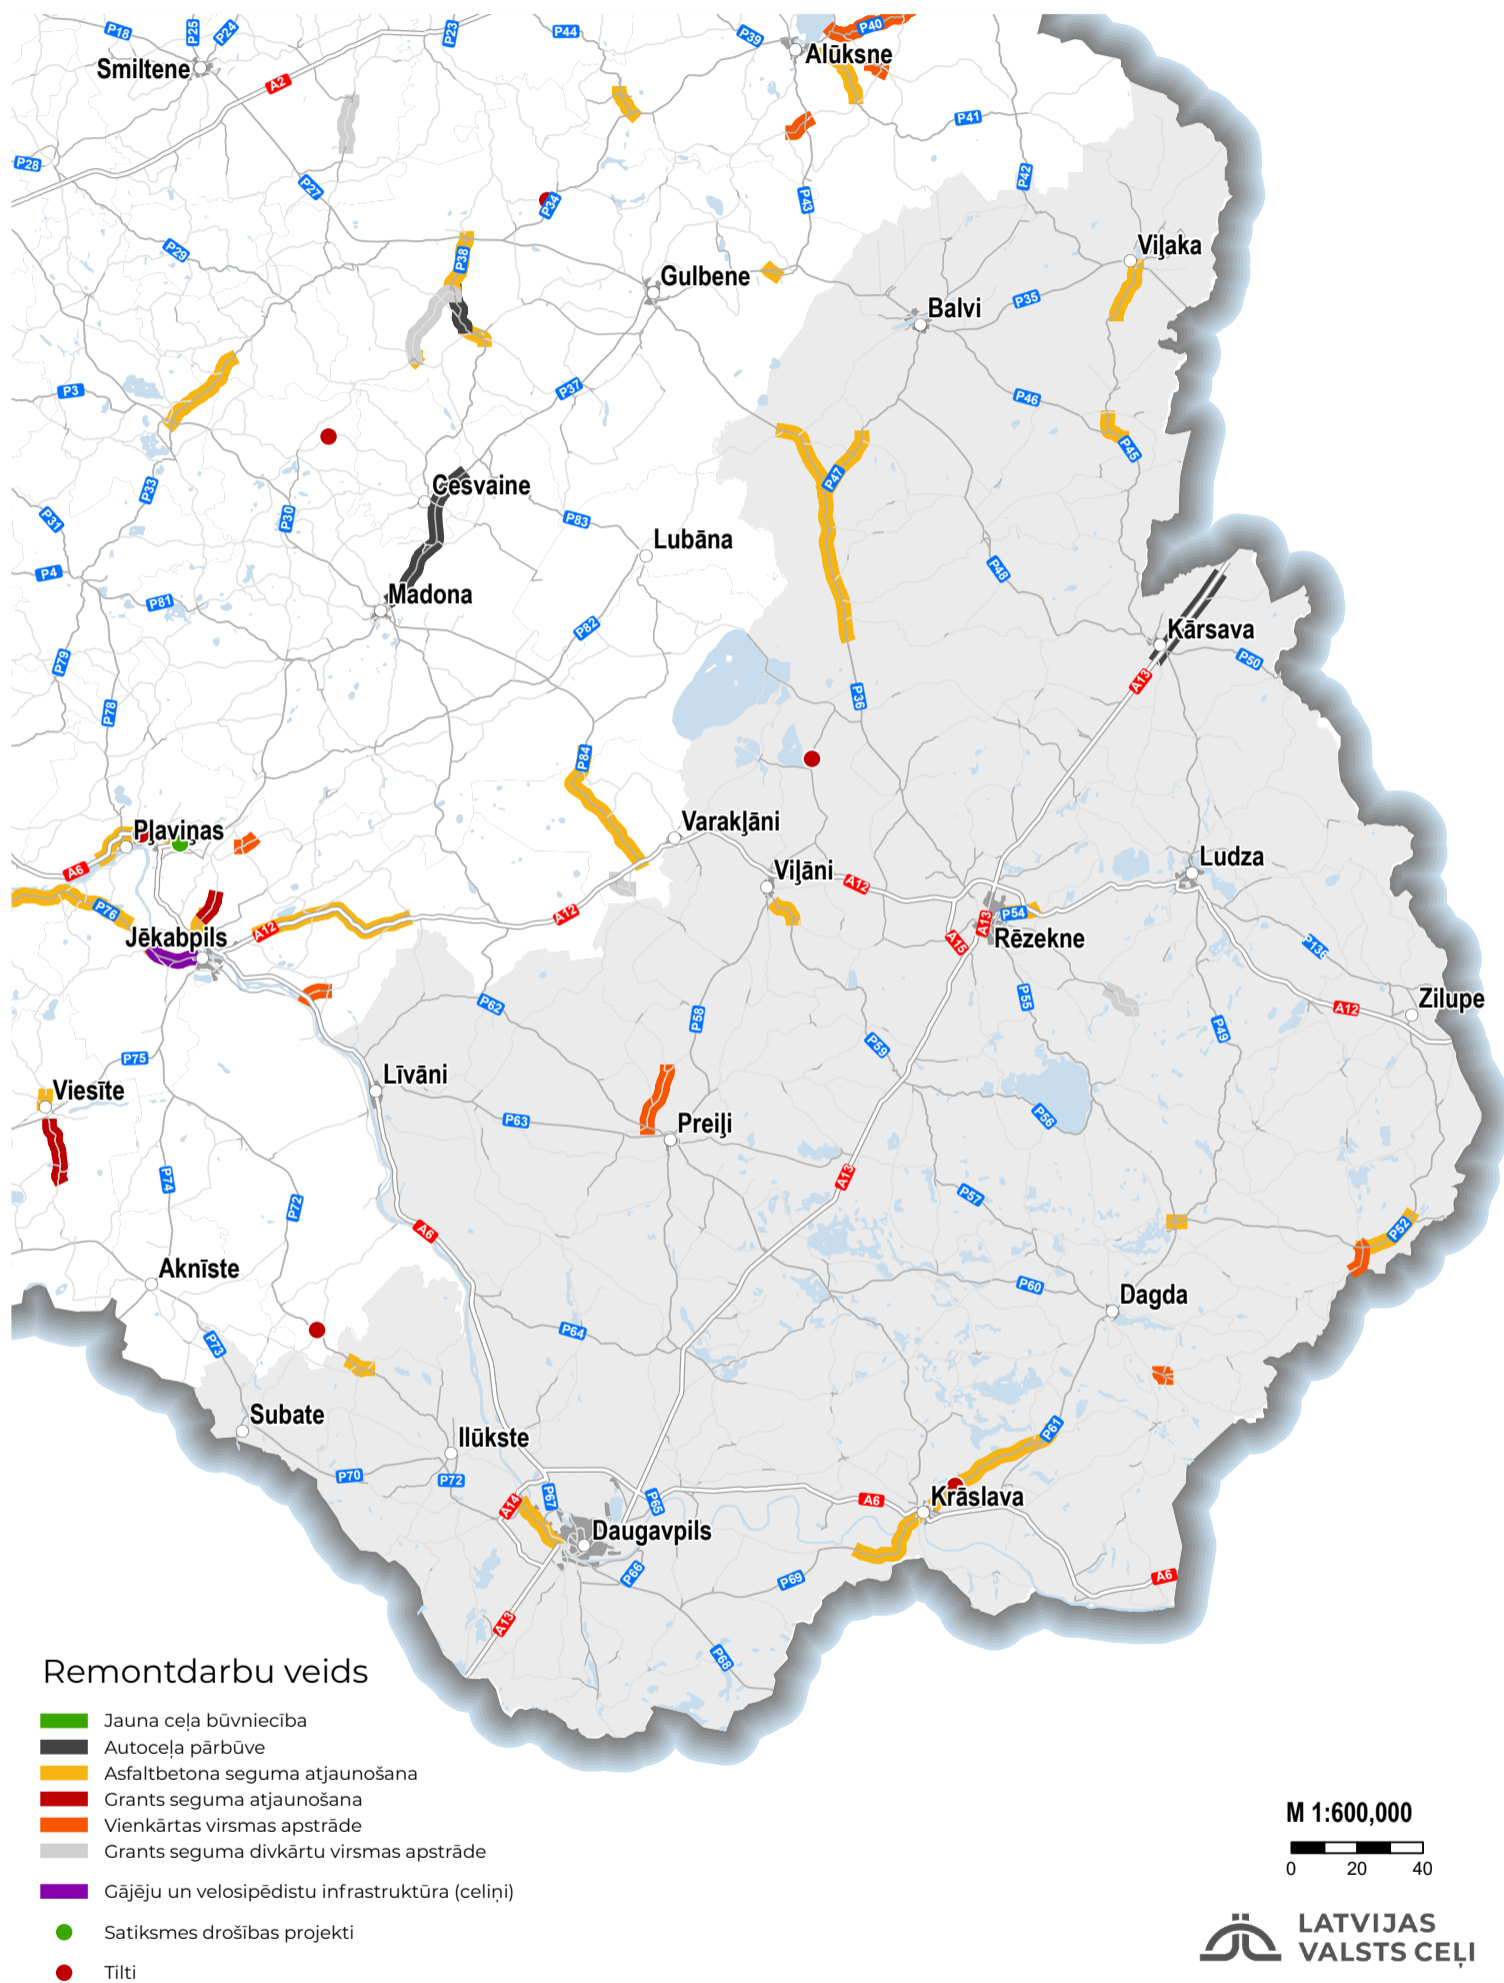 P18
P25
P24
P23
P44
P39
P40
Smiltene
Alūksne
A2
P41
P28
P27
P42
P34
P43
P29
P38
Viļaka
Gulbene
Balvi
P35
P3
P37
P46
P45
P47
P33
Cesvaine
P31
P30
P83
Lubāna
P4
P48
Madona
P81
P82
Kārsava
P79
P50
A13
P78
P36
P84
Pļaviņas
Varakļāni
Viļāni
Ludza
A6
A12
P76
P54
A13
A12
A12
Jēkabpils
A15
Rēzekne
P136
P62
P55
Zilupe
A12
P58
P49
P59
P75
Līvāni
Viesīte
P63
Preiļi
P56
P74
A13
P57
P72
A6
P52
Aknīste
P60
Dagda
P64
P73
Subate
Ilūkste
P61
P70
P72
P67
P65
A14
A6
Krāslava
Daugavpils
P66
P69
A6
A13
P68
Remontdarbu veids
Jauna ceļa būvniecība
Autoceļa pārbūve
Asfaltbetona seguma atjaunošana
Grants seguma atjaunošana
Vienkārtas virsmas apstrāde
Grants seguma divkārtu virsmas apstrāde
Gājēju un velosipēdistu infrastruktūra (celiņi)
Satiksmes drošības projekti
Tilti
M 1:600,000
0 20 40
LATVIJAS
VALSTS CEĻI